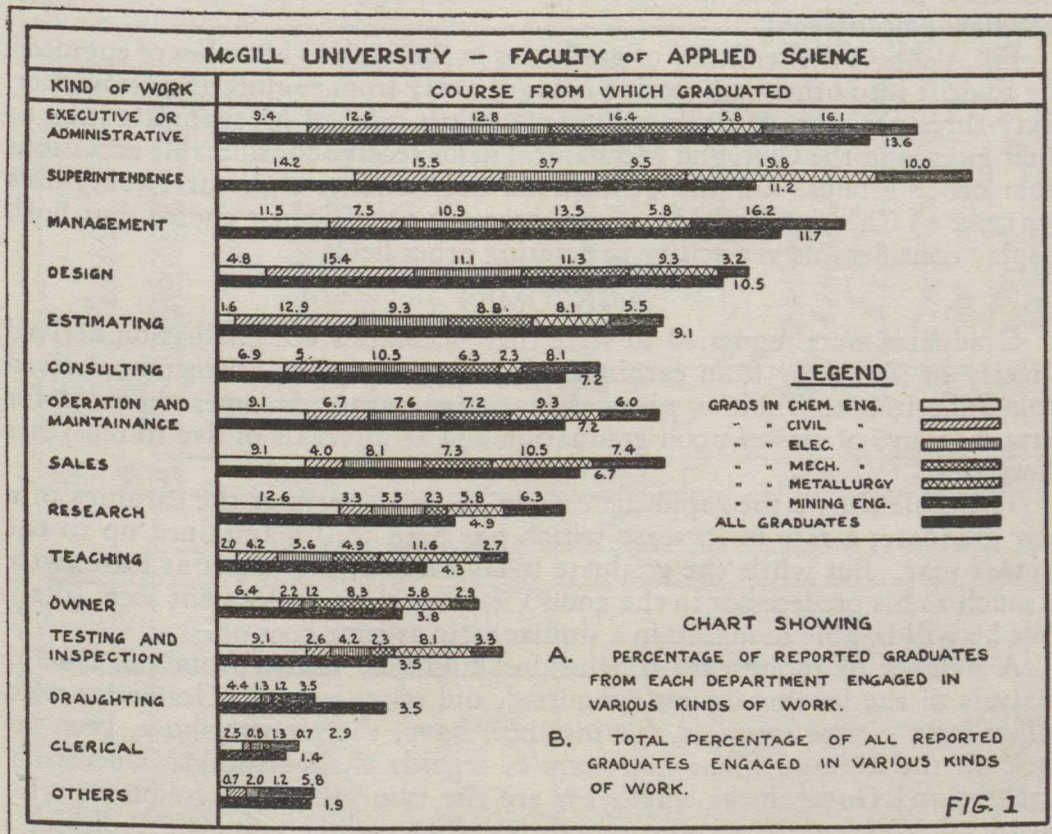 McGILL UNIVERSITY – FACULTY OF APPLIED SCIENCE
KIND OF WORK COURSE FROM WHICH GRADUATED
EXECUTIVE OR ADMINISTRATIVE 9.4 12.6 12.8 16.4 5.8 16.1
13.6
SUPERINTENDENCE 14.2 15.5 9.7 9.5 19.8 10.0
11.2
MANAGEMENT 11.5 7.5 10.9 13.5 5.8 16.2
11.7
DESIGN 4.8 15.4 11.1 11.3 9.3 3.2
10.5
ESTIMATING 1.6 12.9 9.3 8.8 8.1 5.5
9.1
CONSULTING 6.9 5 10.5 6.3 2.3 8.1
7.2
OPERATION AND MAINTAINANCE 9.1 6.7 7.6 7.2 9.3 6.0
7.2
SALES 9.1 4.0 8.1 7.3 10.5 7.4
6.7
RESEARCH 12.6 3.3 5.5 2.3 5.8 6.3
4.9
TEACHING 2.0 4.2 5.6 4.9 11.6 2.7
4.3
OWNER 6.4 2.2 1.2 8.3 5.8 2.9
3.8
TESTING AND INSPECTION 9.1 2.6 4.2 2.3 8.1 3.3
3.5
DRAUGHTING 4.4 1.3 1.2 3.5
3.5
CLERICAL 2.5 0.8 1.3 0.7 2.9
1.4
OTHERS 0.7 2.0 1.2 5.8
1.9
LEGEND
GRADS IN CHEM. ENG.
" " CIVIL "
" " ELEC. "
" " MECH. "
" " METALLURGY
" " MINING ENG.
ALL GRADUATES
CHART SHOWING
A. PERCENTAGE OF REPORTED GRADUATES
FROM EACH DEPARTMENT ENGAGED IN
VARIOUS KINDS OF WORK.
B. TOTAL PERCENTAGE OF ALL REPORTED
GRADUATES ENGAGED IN VARIOUS KINDS
OF WORK.
FIG. 1